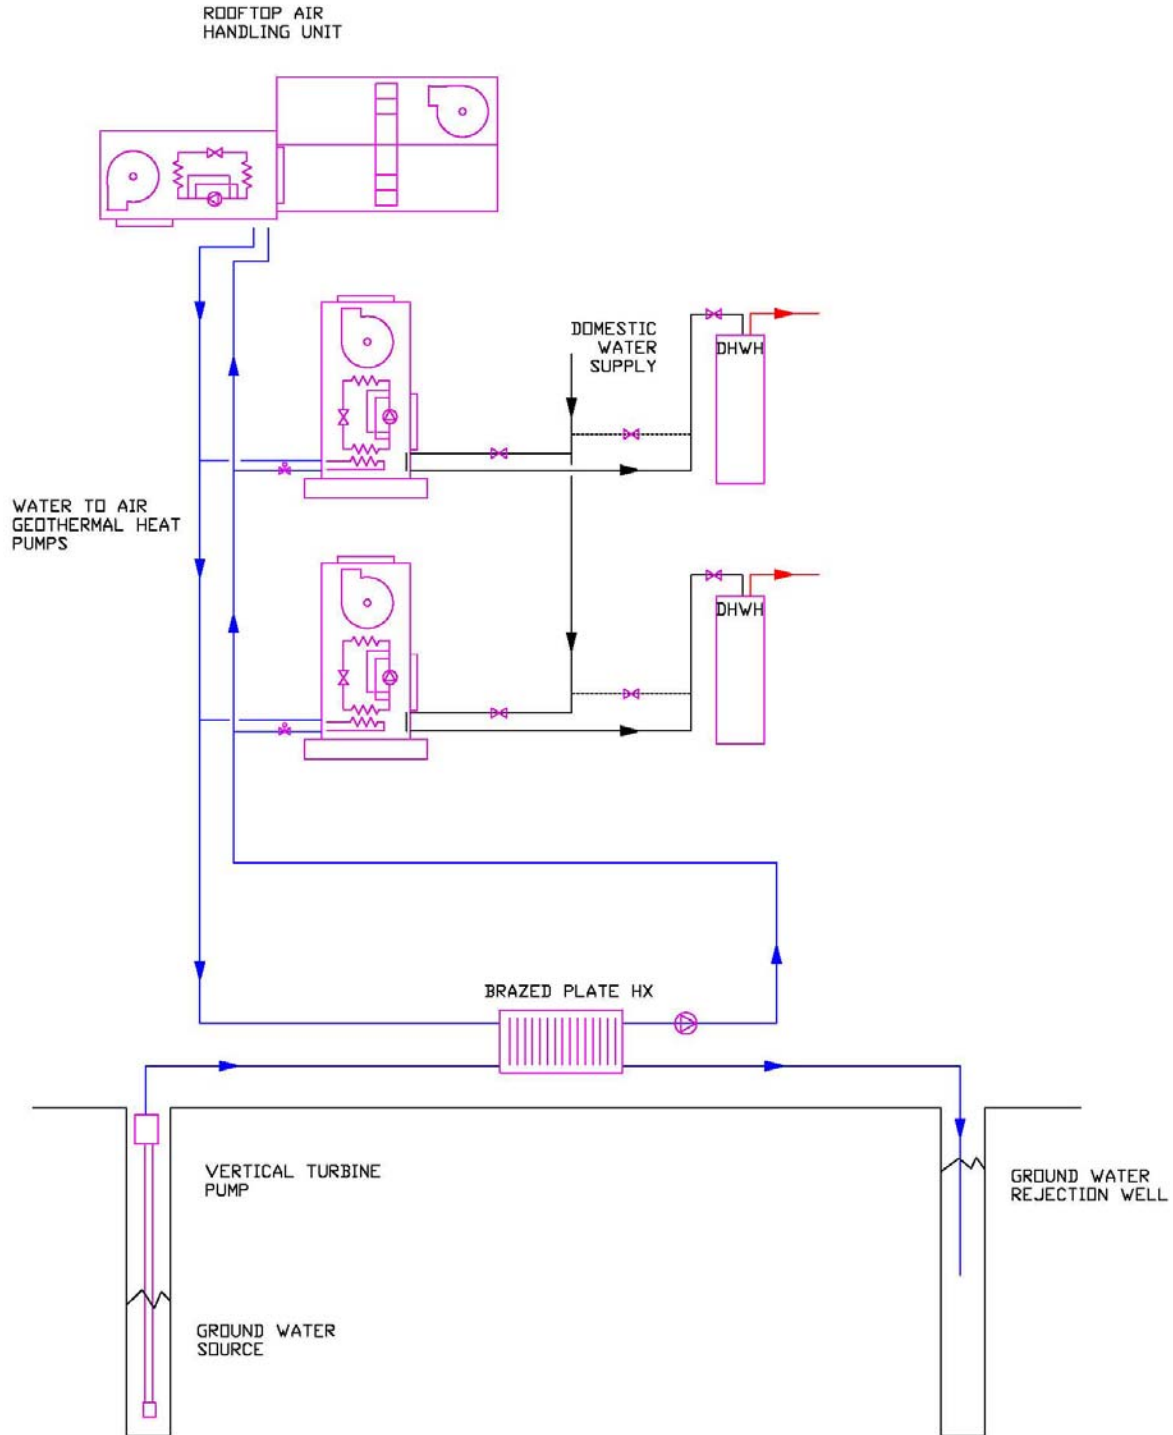 ROOFTOP AIR
HANDLING UNIT
DOMESTIC
WATER
SUPPLY
DHWH
WATER TO AIR
GEOTHERMAL HEAT
PUMPS
DHWH
BRAZED PLATE HX
VERTICAL TURBINE
PUMP
GROUND WATER
REJECTION WELL
GROUND WATER
SOURCE